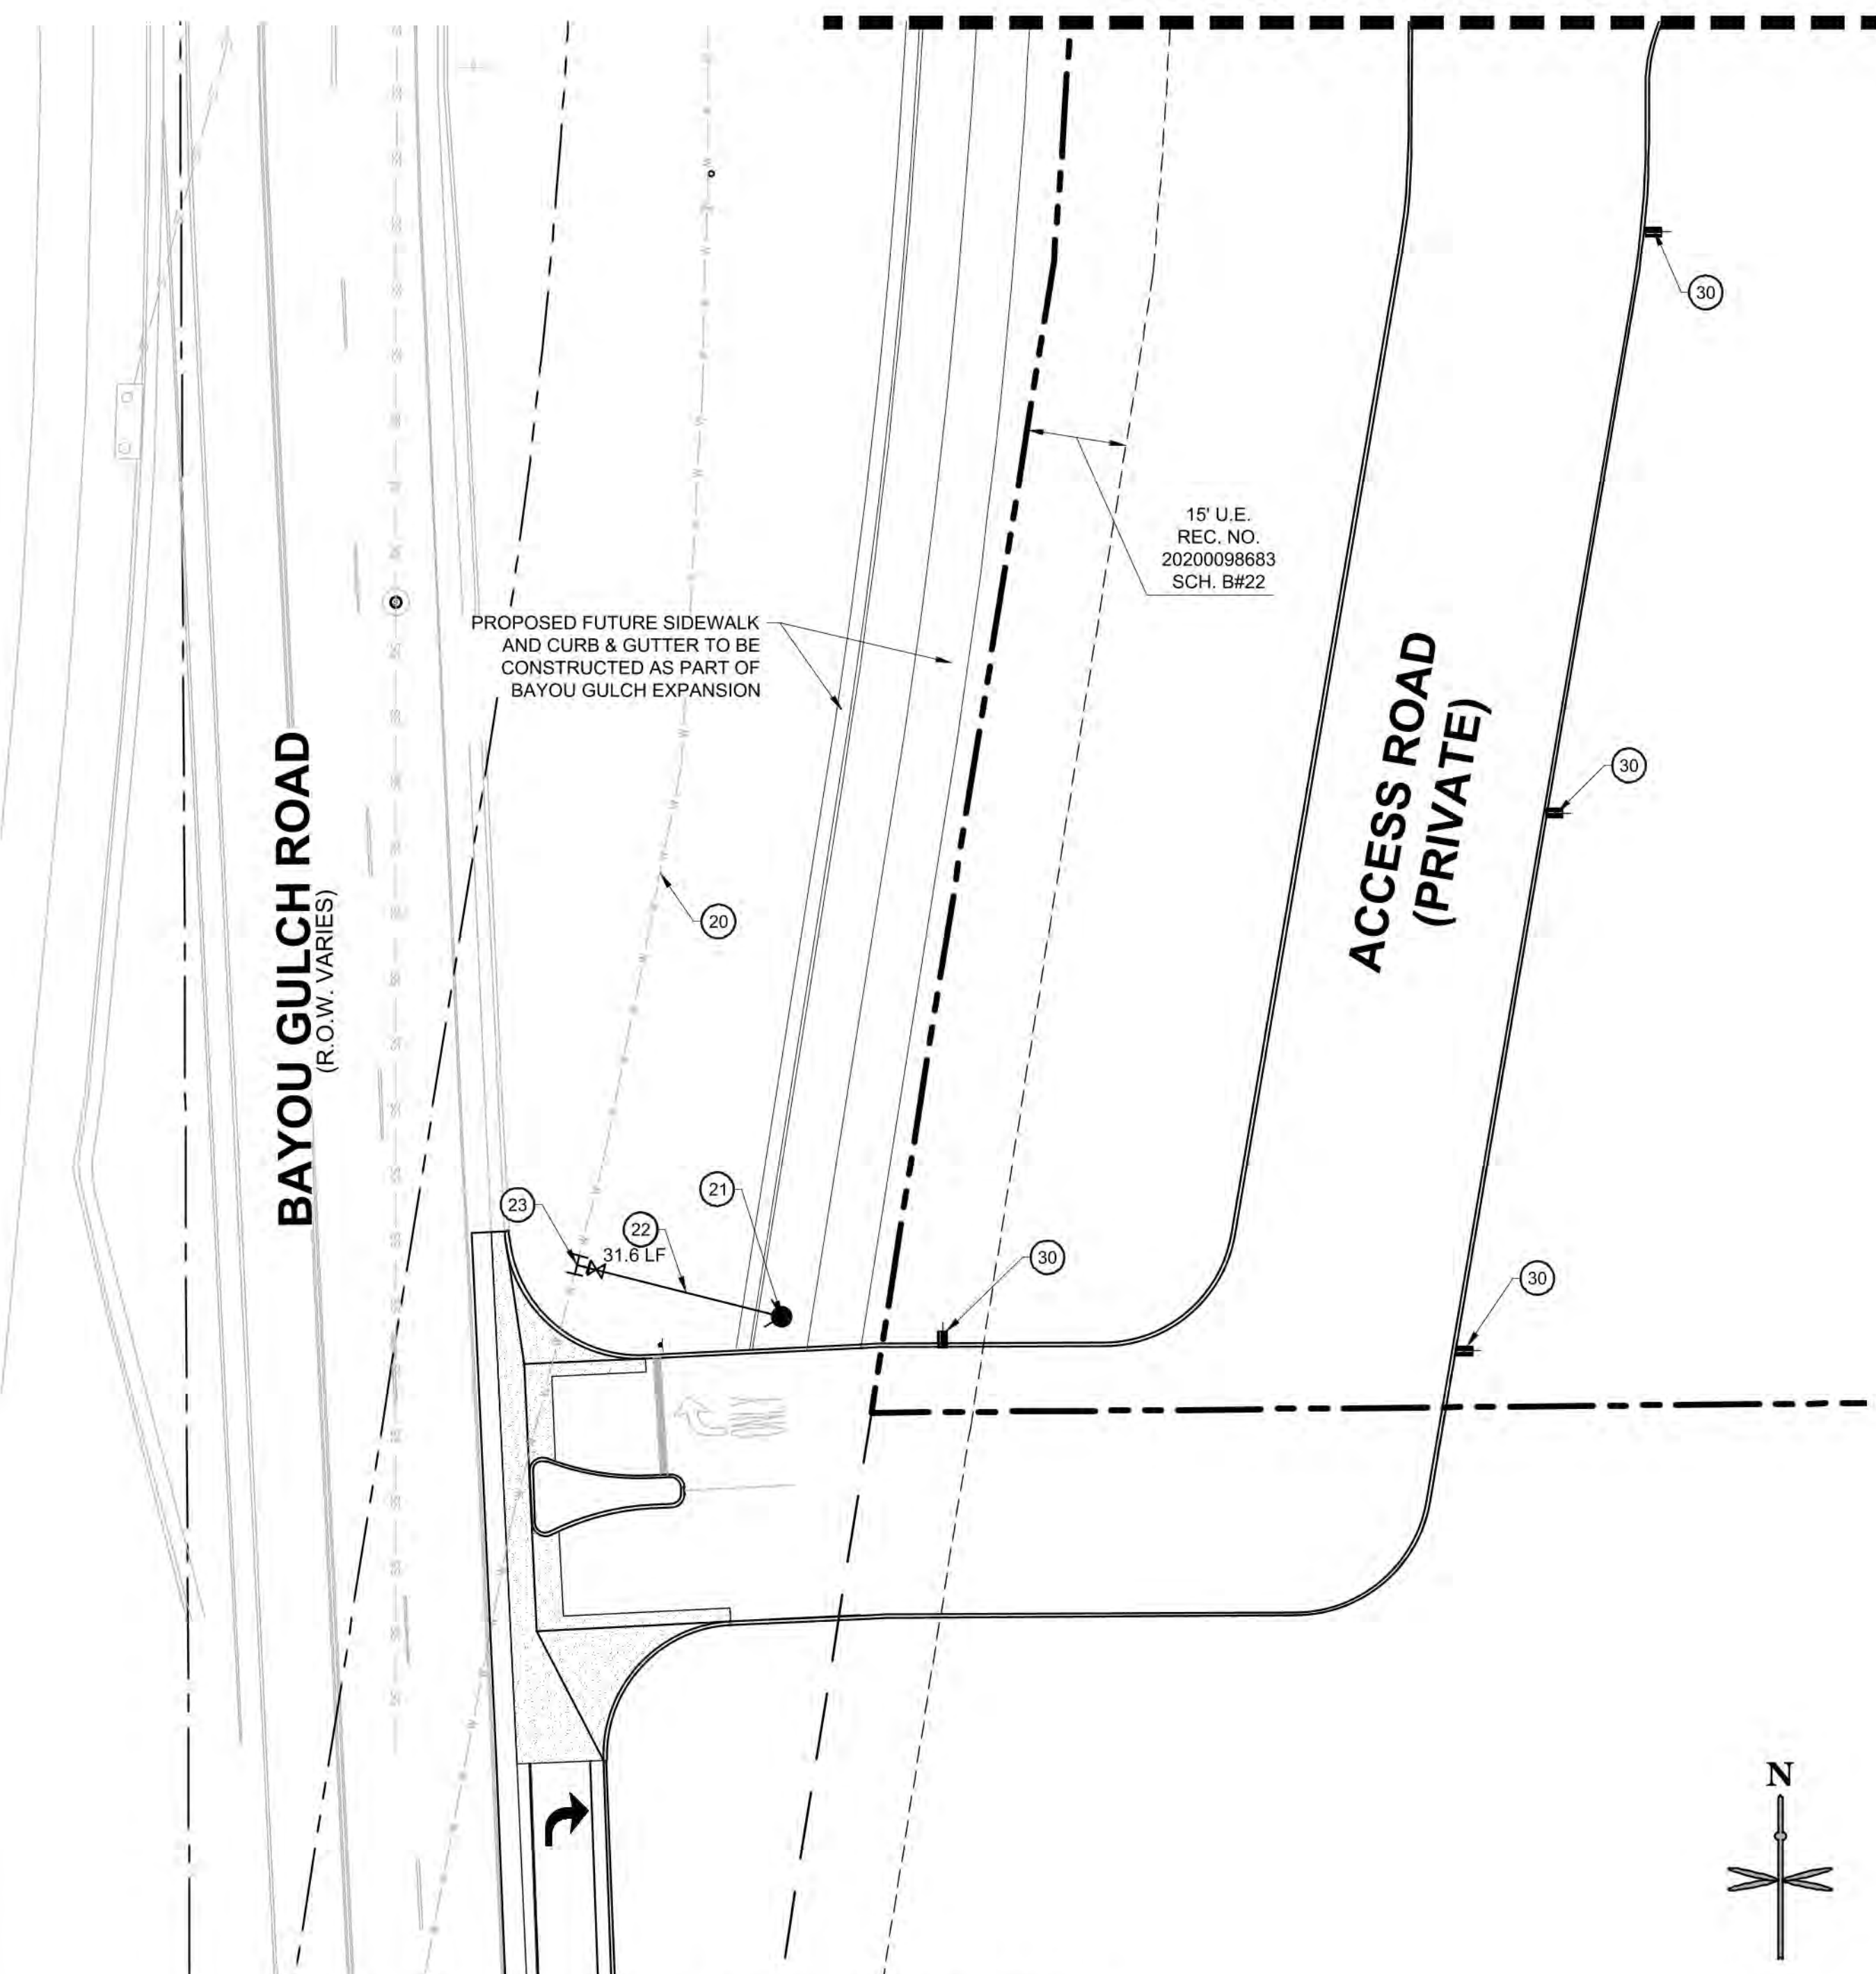 30
15' U.E.
REC. NO.
20200098683
SCH. B#22
PROPOSED FUTURE SIDEWALK
AND CURB & GUTTER TO BE
CONSTRUCTED AS PART OF
BAYOU GULCH EXPANSION
ACCESS ROAD
(PRIVATE)
30
BAYOU GULCH ROAD
(R.O.W. VARIES)
20
21
23
22
31.6 LF
30
30
N